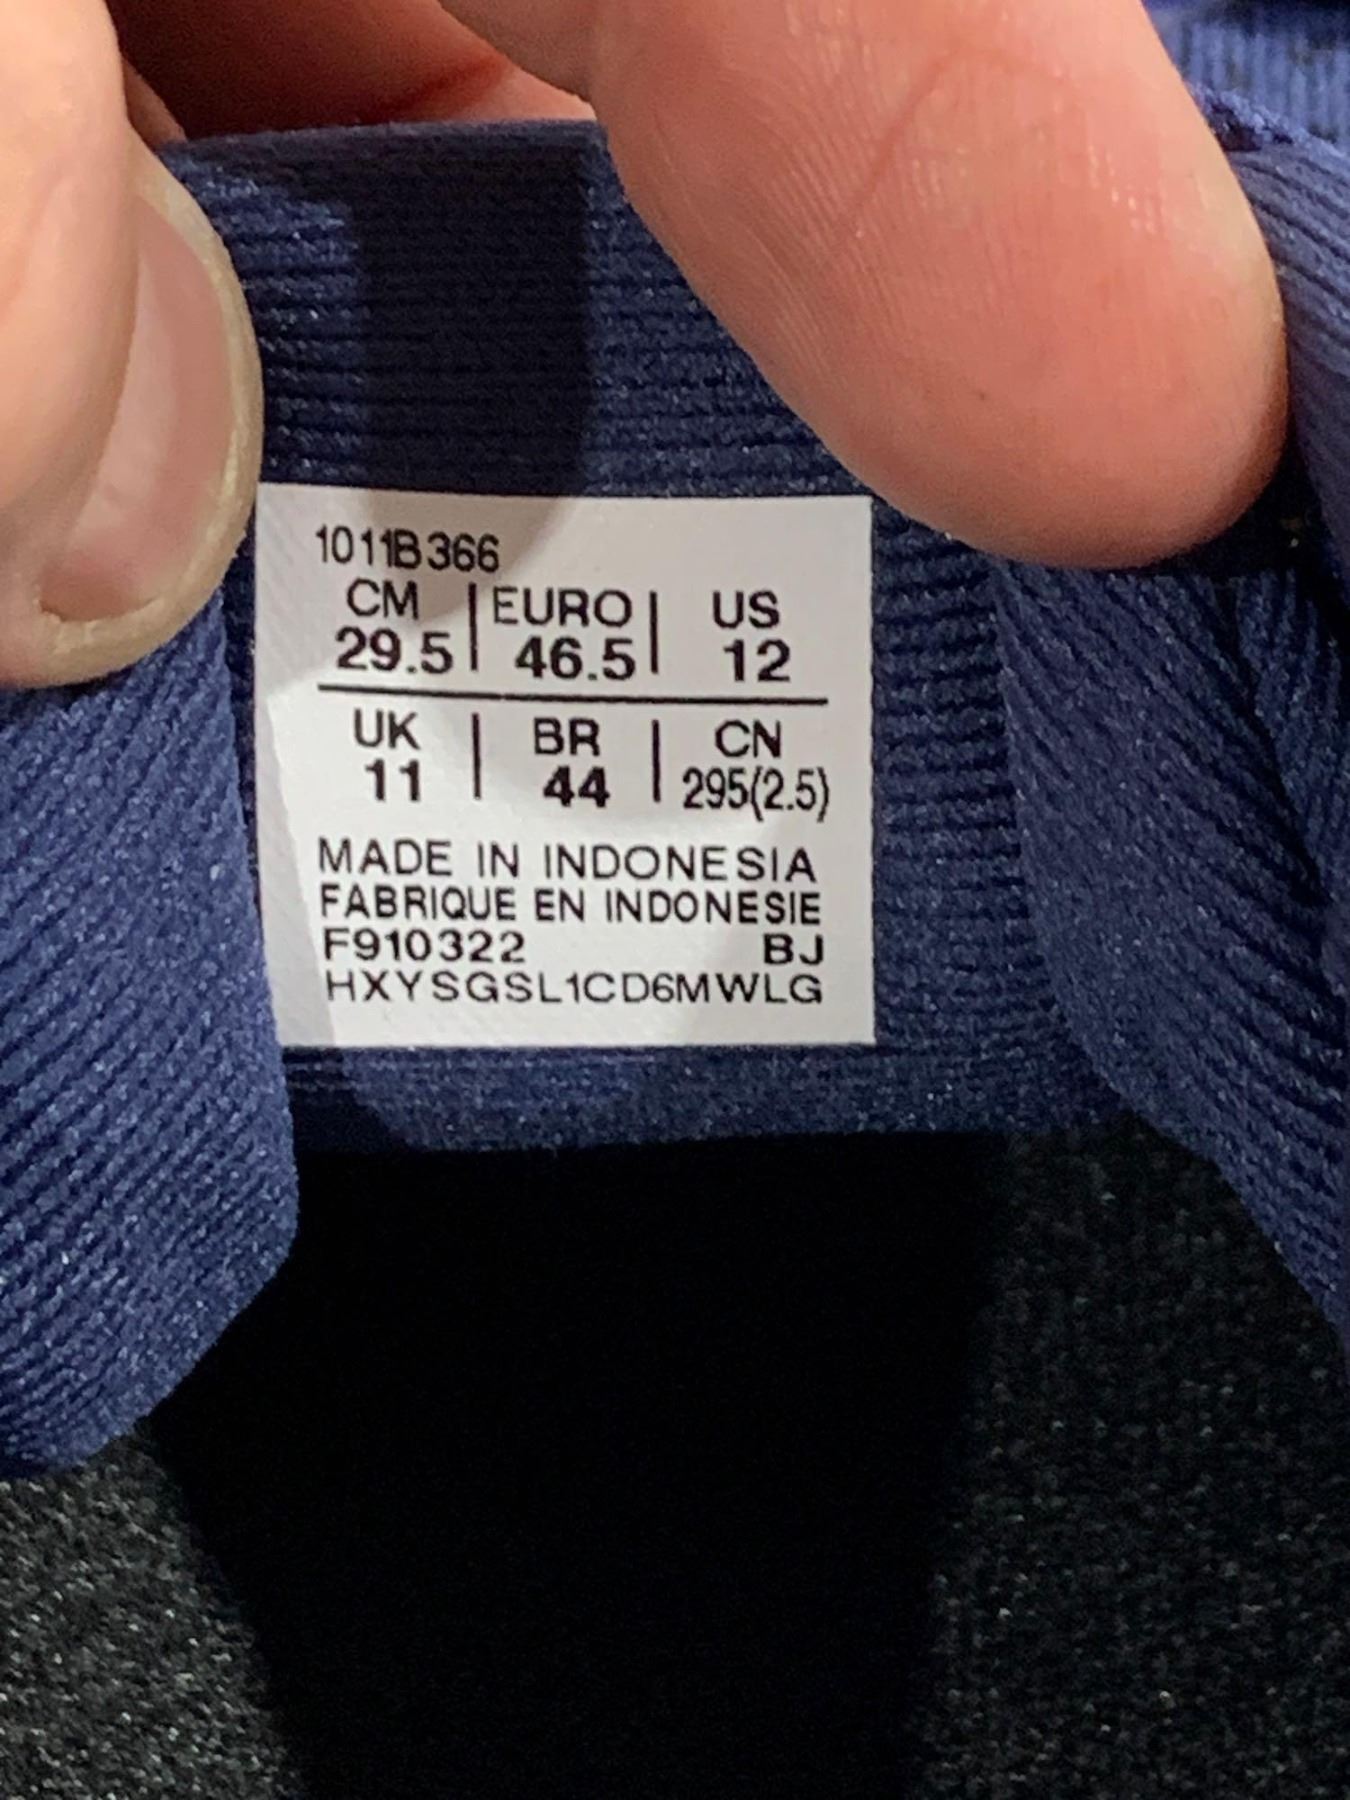 1011B366
CM | EURO | US
29.5 | 46.5 | 12
UK | BR | CN
11 | 44 | 295(2.5)
MADE IN INDONESIA
FABRIQUE EN INDONESIE
F910322 BJ
HXYSGSL1CD6MWLG